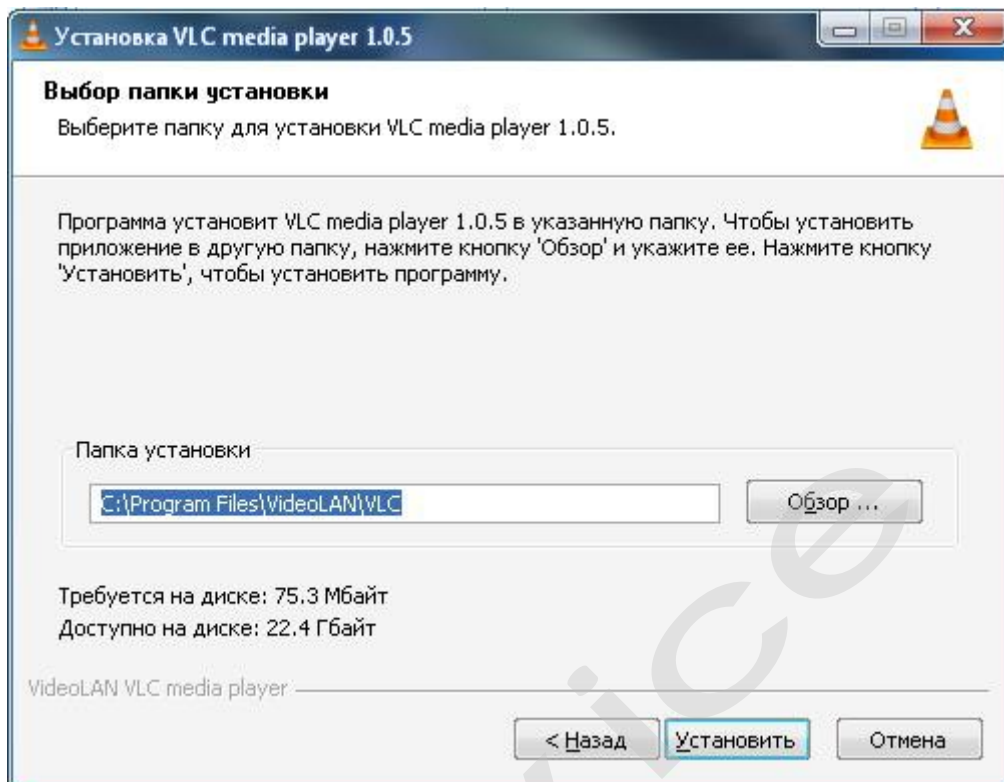 Установка VLC media player 1.0.5
Выбор папки установки
Выберите папку для установки VLC media player 1.0.5.
Программа установит VLC media player 1.0.5 в указанную папку. Чтобы установить
приложение в другую папку, нажмите кнопку 'Обзор' и укажите ее. Нажмите кнопку
'Установить', чтобы установить программу.
Папка установки
C:\Program Files\VideoLAN\VLC
Обзор ...
Требуется на диске: 75.3 Мбайт
Доступно на диске: 22.4 Гбайт
VideoLAN VLC media player
< Назад
Установить
Отмена